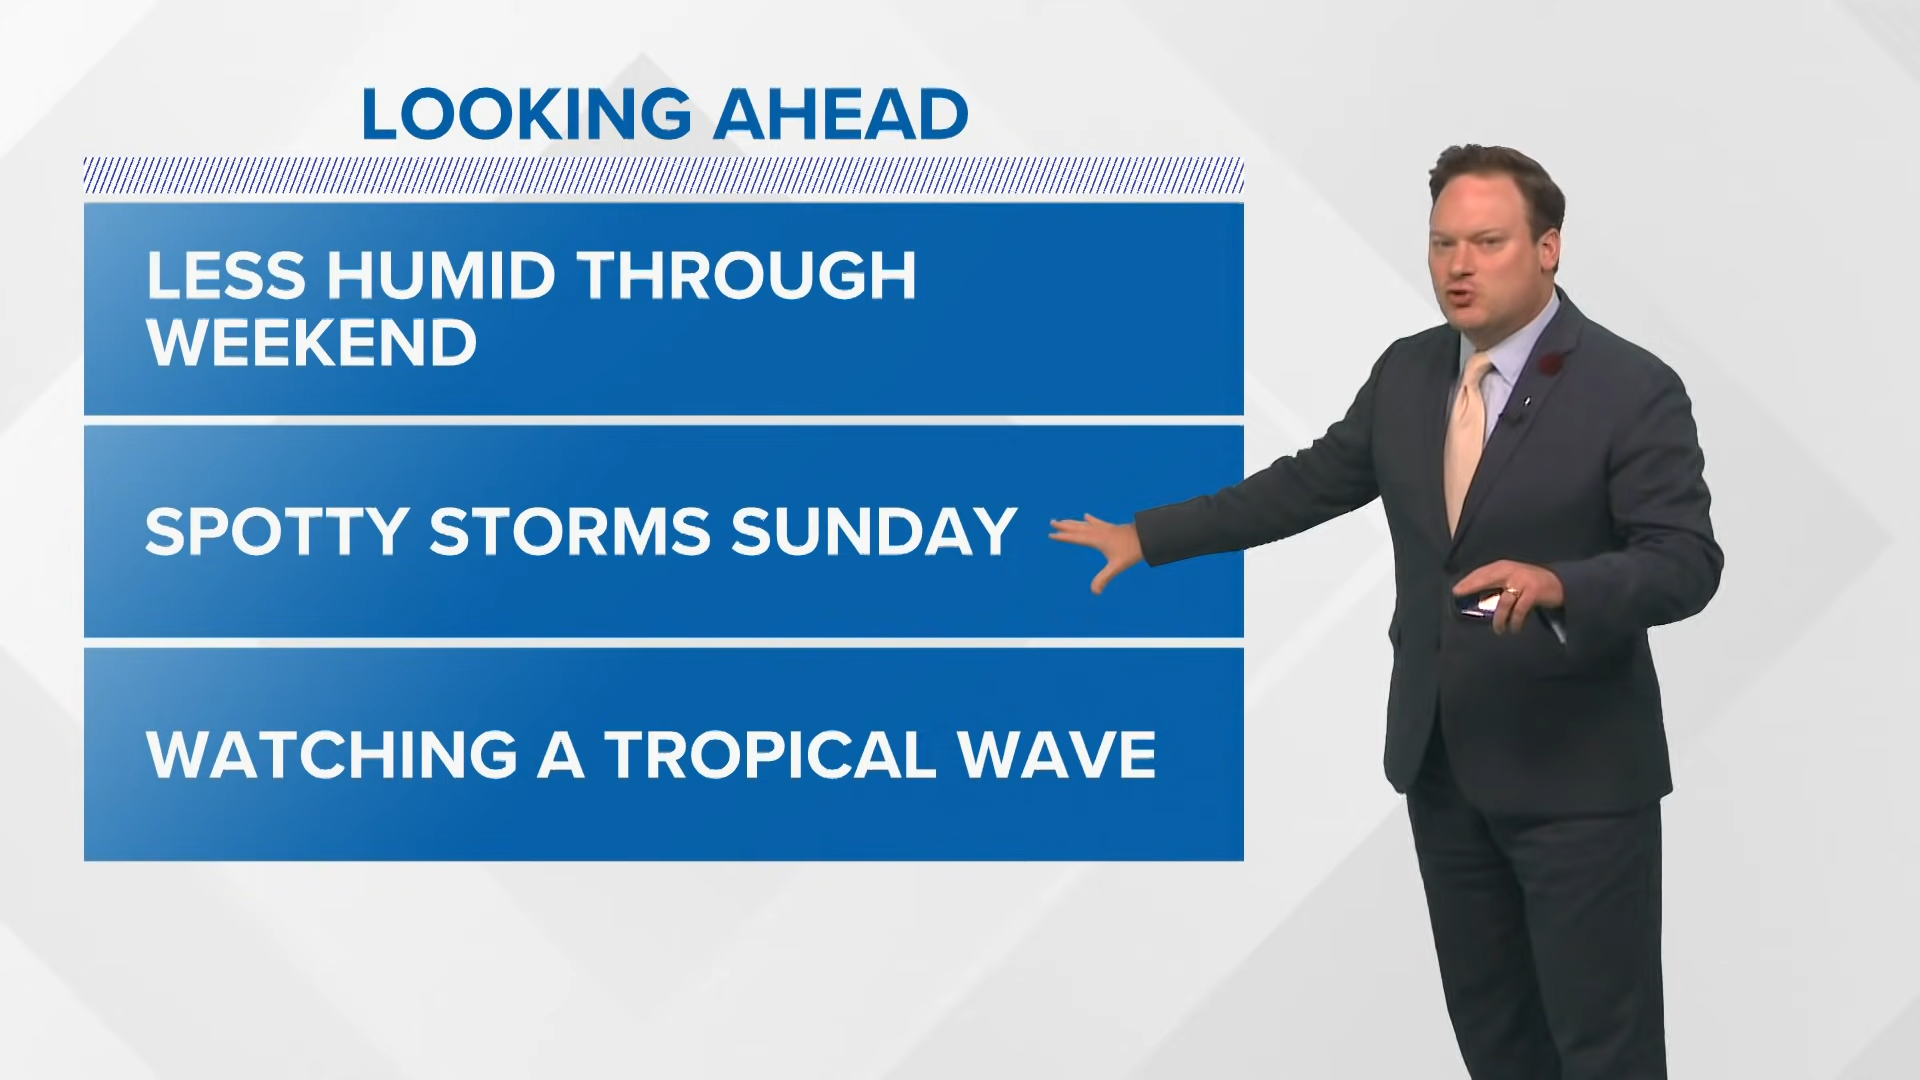 LOOKING AHEAD
LESS HUMID THROUGH
WEEKEND
SPOTTY STORMS SUNDAY
WATCHING A TROPICAL WAVE